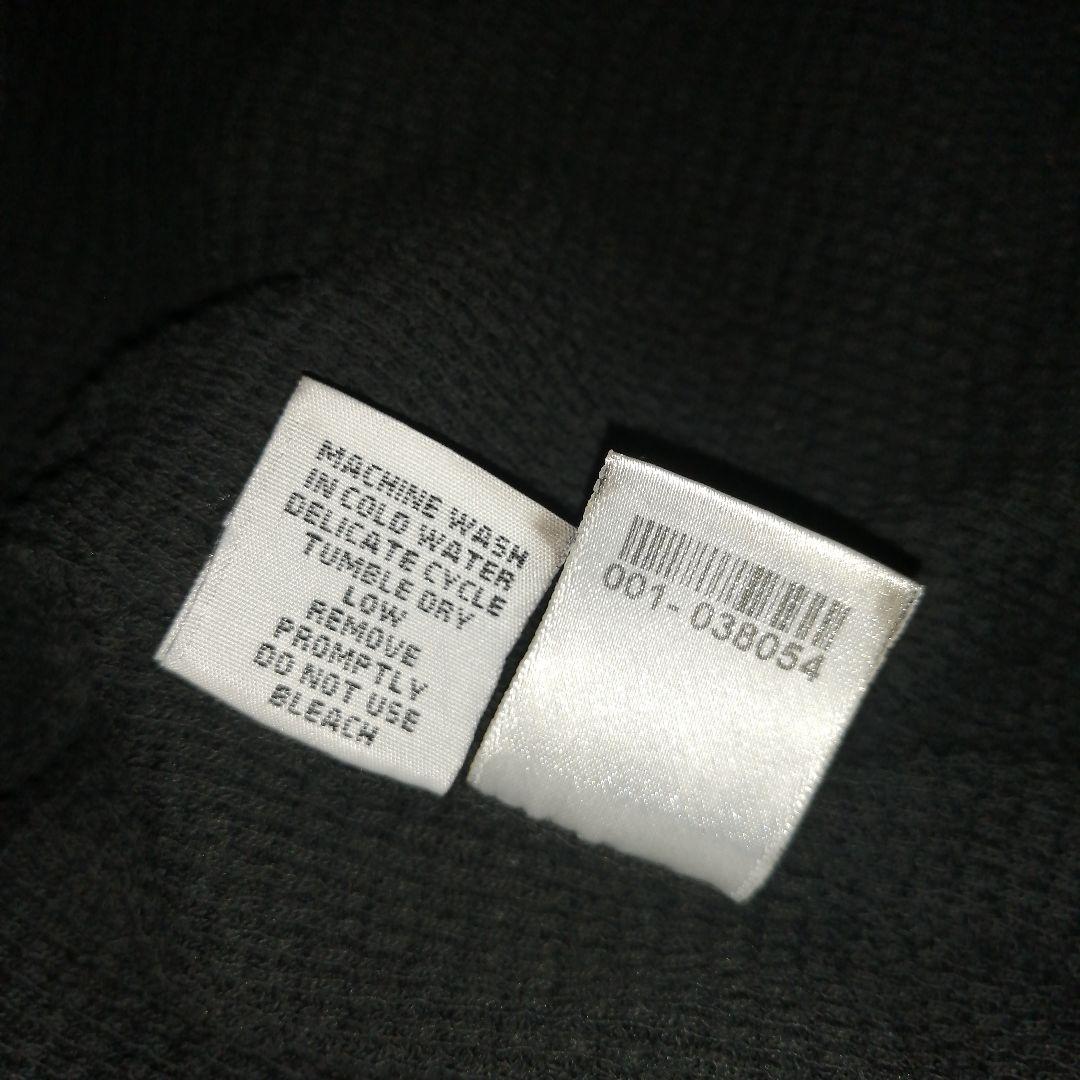 MACHINE WASH
IN COLD WATER
DELICATE CYCLE
TUMBLE DRY
LOW
REMOVE
PROMPTLY
DO NOT USE
BLEACH
001-038054